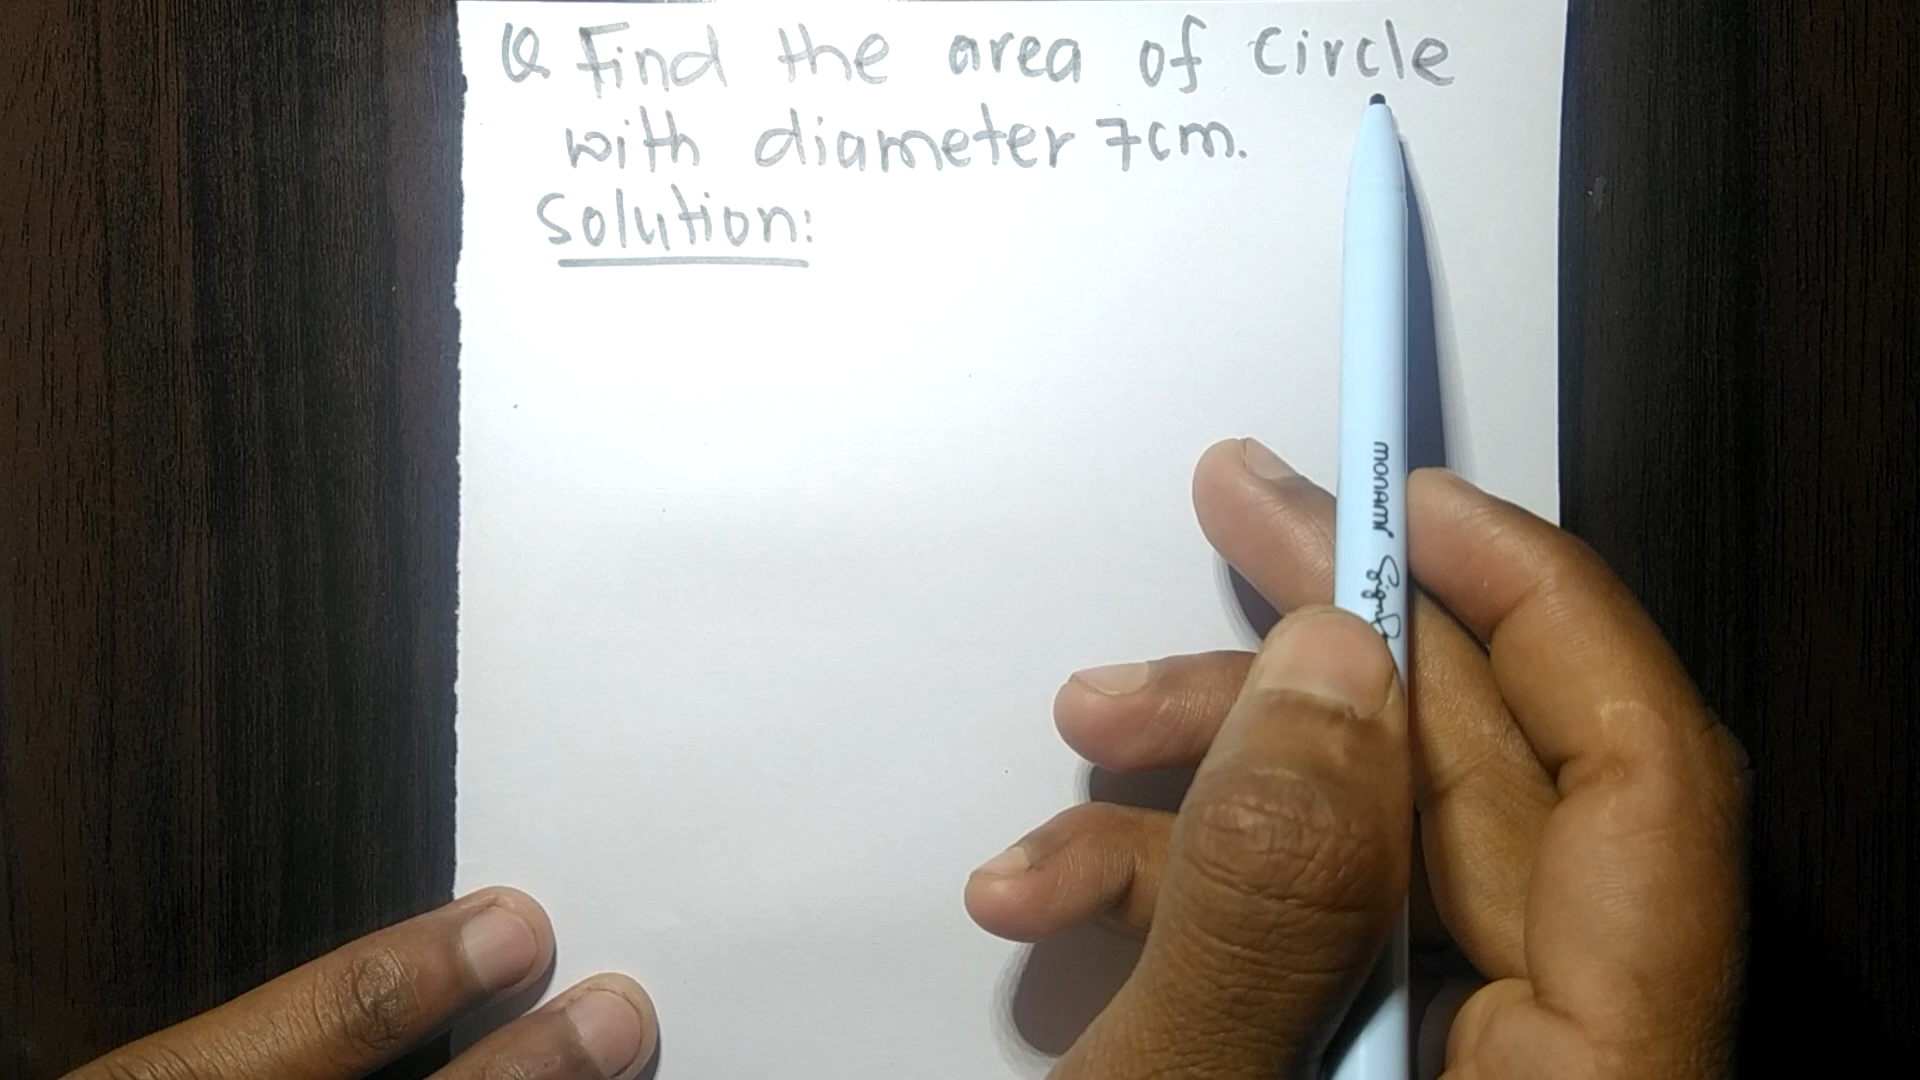 Q Find the area of circle
with diameter 7cm.
Solution:
monami